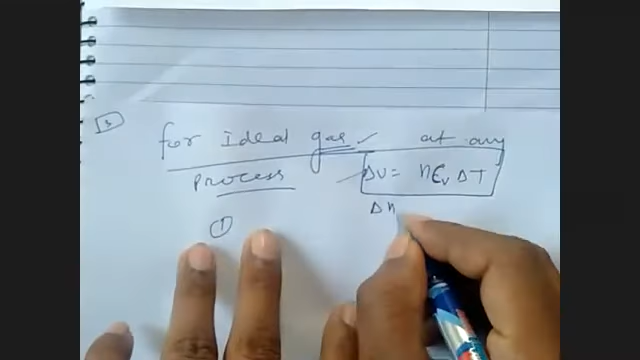 3
for Ideal gas ✓ at any
Process ΔU = nCv ΔT
① Δh